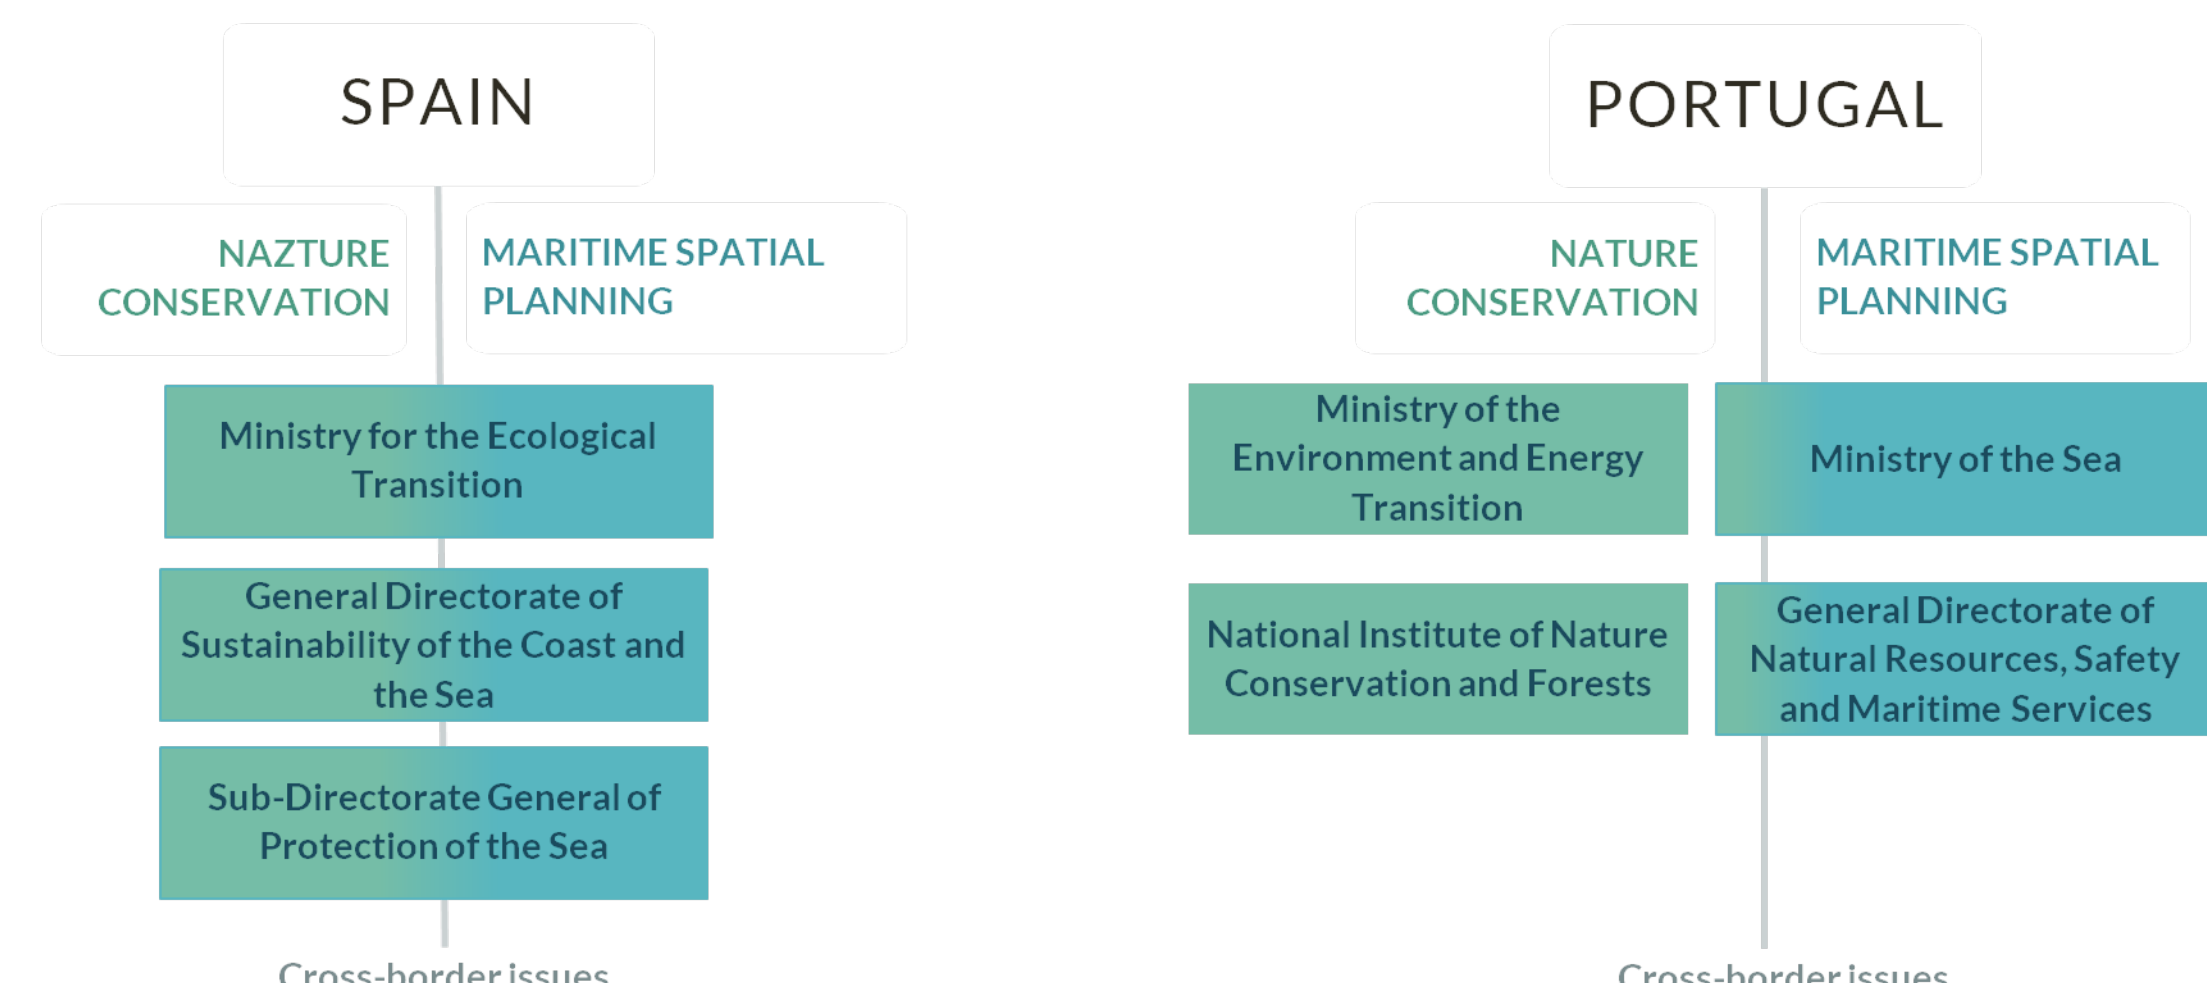 SPAIN
NAZTURE
CONSERVATION
MARITIME SPATIAL
PLANNING
Ministry for the Ecological
Transition
General Directorate of
Sustainability of the Coast and
the Sea
Sub-Directorate General of
Protection of the Sea
Cross-border issues
PORTUGAL
NATURE
CONSERVATION
MARITIME SPATIAL
PLANNING
Ministry of the
Environment and Energy
Transition
Ministry of the Sea
National Institute of Nature
Conservation and Forests
General Directorate of
Natural Resources, Safety
and Maritime Services
Cross-border issues